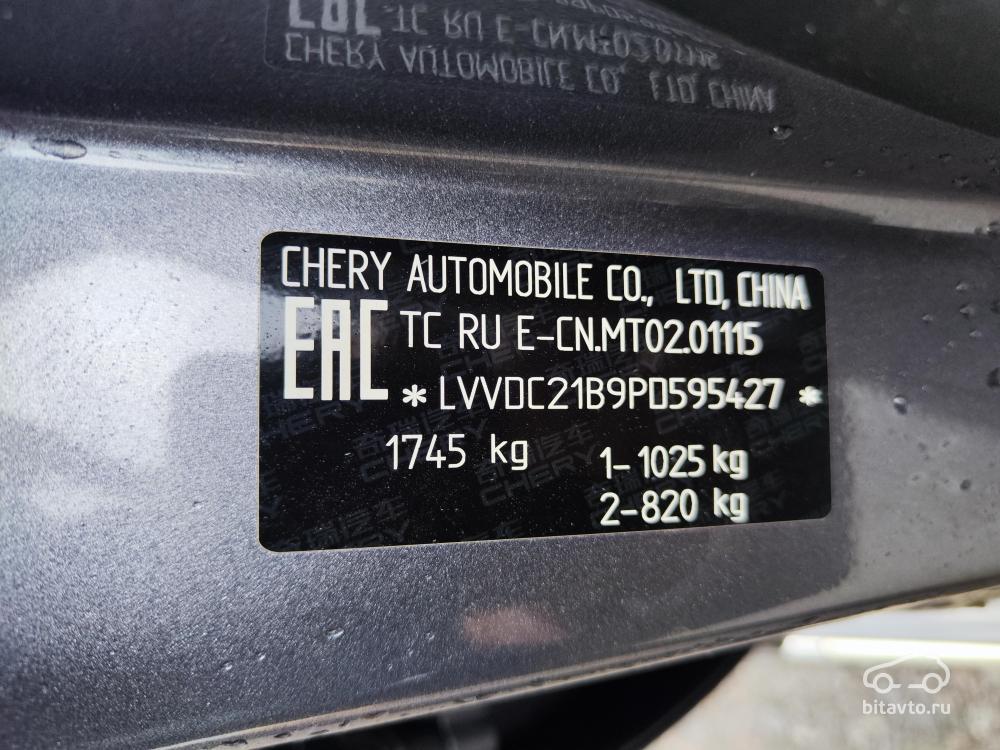 CHERY AUTOMOBILE CO., LTD, CHINA
EAC TC RU E-CN.MT02.01115
* LVVDC21B9PD595427 *
1745 kg 1-1025 kg
2-820 kg
bitavto.ru